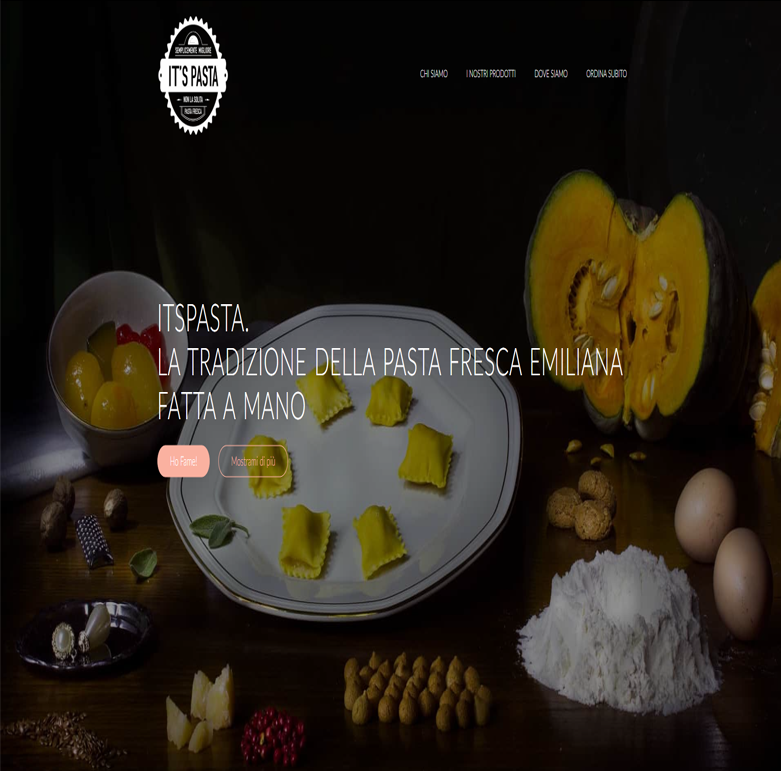 SEMPLICEMENTE MIGLIORE
IT'S PASTA
NON LA SOLITA
PASTA FRESCA
CHI SIAMO I NOSTRI PRODOTTI DOVE SIAMO ORDINA SUBITO
ITSPASTA.
LA TRADIZIONE DELLA PASTA FRESCA EMILIANA
FATTA A MANO
Ho Fame! Mostrami di più